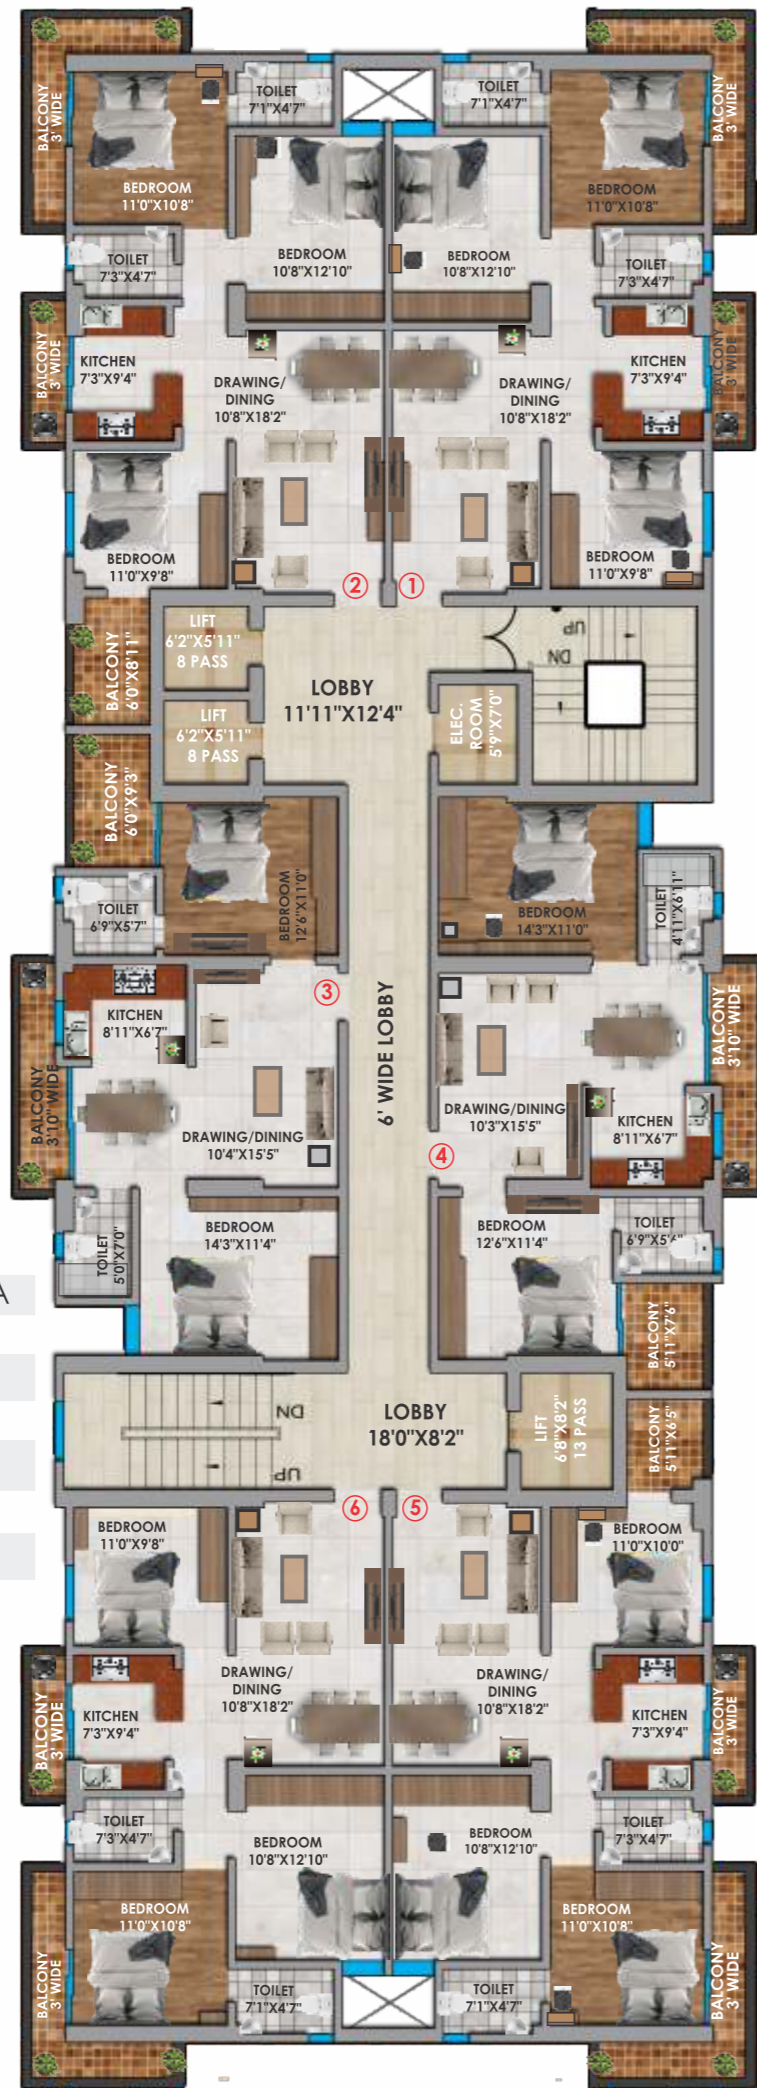 BALCONY
3' WIDE
TOILET
7'1"X4'7"
TOILET
7'1"X4'7"
BALCONY
3' WIDE
BEDROOM
11'0"X10'8"
BEDROOM
11'0"X10'8"
BEDROOM
10'8"X12'10"
BEDROOM
10'8"X12'10"
TOILET
7'3"X4'7"
TOILET
7'3"X4'7"
BALCONY
3' WIDE
KITCHEN
7'3"X9'4"
DRAWING/
DINING
10'8"X18'2"
DRAWING/
DINING
10'8"X18'2"
KITCHEN
7'3"X9'4"
BALCONY
3' WIDE
BEDROOM
11'0"X9'8"
BEDROOM
11'0"X9'8"
2
1
LIFT
6'2"X5'11"
8 PASS
UP
DN
BALCONY
6'0"X8'11"
LOBBY
11'11"X12'4"
LIFT
6'2"X5'11"
8 PASS
ELEC.
ROOM
5'9"X7'0"
BALCONY
6'0"X9'3"
TOILET
6'9"X5'7"
BEDROOM
12'6"X11'0"
BEDROOM
14'3"X11'0"
TOILET
4'11"X6'11"
3
KITCHEN
8'11"X6'7"
6' WIDE LOBBY
BALCONY
3'10" WIDE
BALCONY
3'10" WIDE
DRAWING/DINING
10'4"X15'5"
DRAWING/DINING
10'3"X15'5"
KITCHEN
8'11"X6'7"
4
TOILET
5'0"X7'0"
BEDROOM
14'3"X11'4"
BEDROOM
12'6"X11'4"
TOILET
6'9"X5'6"
A
BALCONY
5'11"X7'6"
DN
UP
LOBBY
18'0"X8'2"
LIFT
6'8"X8'2"
13 PASS
BALCONY
5'11"X6'5"
6
5
BEDROOM
11'0"X9'8"
BEDROOM
11'0"X10'0"
BALCONY
3' WIDE
KITCHEN
7'3"X9'4"
DRAWING/
DINING
10'8"X18'2"
DRAWING/
DINING
10'8"X18'2"
KITCHEN
7'3"X9'4"
BALCONY
3' WIDE
TOILET
7'3"X4'7"
TOILET
7'3"X4'7"
BEDROOM
10'8"X12'10"
BEDROOM
10'8"X12'10"
BEDROOM
11'0"X10'8"
BEDROOM
11'0"X10'8"
BALCONY
3' WIDE
TOILET
7'1"X4'7"
TOILET
7'1"X4'7"
BALCONY
3' WIDE